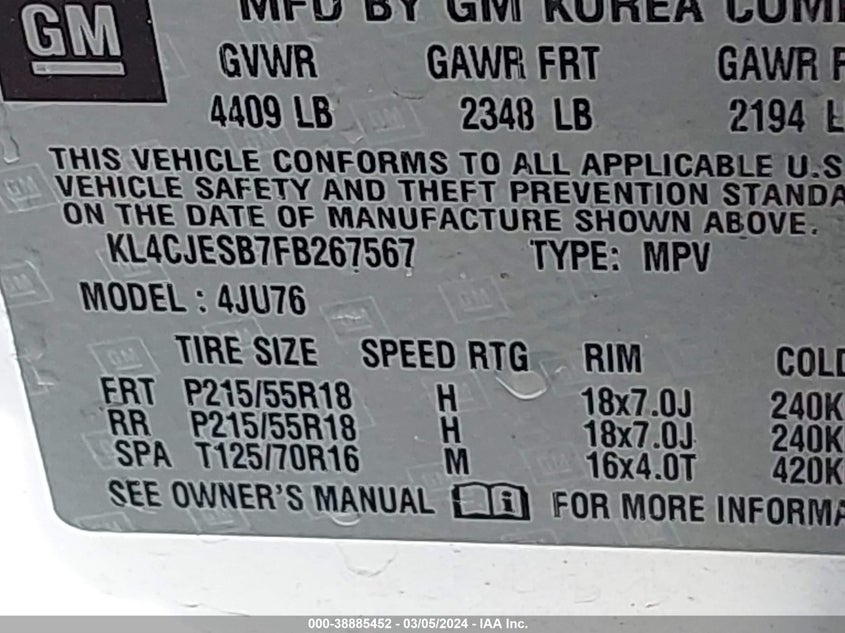 GM
MFD BY GM KOREA
GVWR GAWR FRT GAWR
4409 LB 2348 LB 2194
THIS VEHICLE CONFORMS TO ALL APPLICABLE U.S
VEHICLE SAFETY AND THEFT PREVENTION
ON THE DATE OF MANUFACTURE SHOWN ABOVE.
KL4CJESB7FB267567 TYPE: MPV
MODEL : 4JU76
TIRE SIZE SPEED RTG RIM COLD
FRT P215/55R18 H 18x7.0J 240K
RR P215/55R18 H 18x7.0J 240K
SPA T125/70R16 M 16x4.0T 420K
SEE OWNER'S MANUAL i FOR MORE
000-38885452 - 03/05/2024 - IAA Inc.